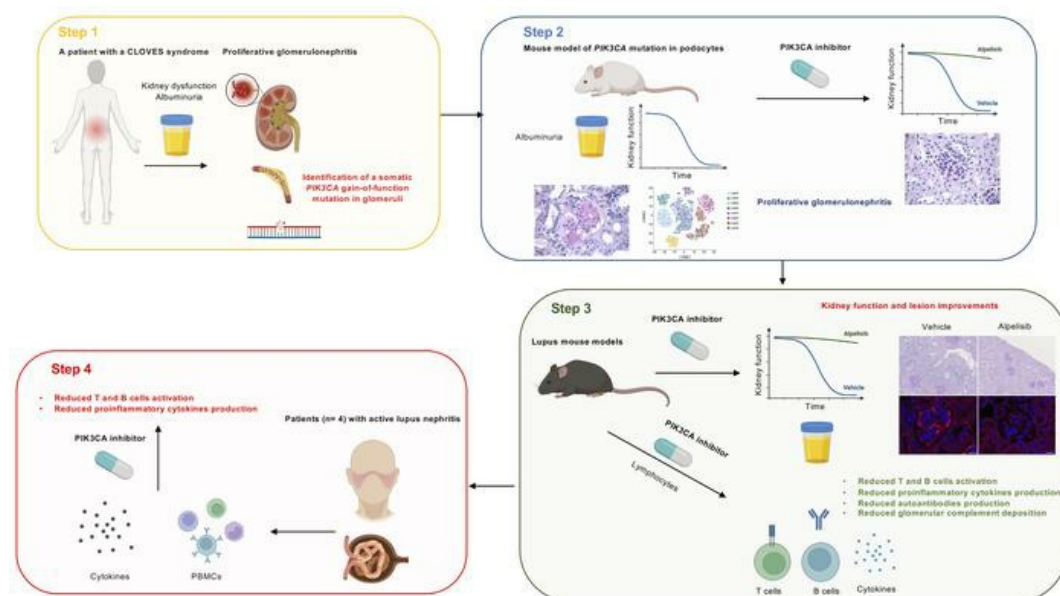 Step 1
A patient with a CLOVES syndrome
Proliferative glomerulonephritis
Kidney dysfunction
Albuminuria
Identification of a somatic
PIK3CA gain-of-function
mutation in glomeruli
Step 2
Mouse model of PIK3CA mutation in podocytes
PIK3CA inhibitor
Albuminuria
Kidney function
Time
Kidney function
Alpelisib
Vehicle
Time
Proliferative glomerulonephritis
Step 3
Lupus mouse models
PIK3CA inhibitor
Kidney function and lesion improvements
Kidney function
Alpelisib
Vehicle
Time
Vehicle
Alpelisib
PIK3CA inhibitor
Lymphocytes
• Reduced T and B cells activation
• Reduced proinflammatory cytokines production
• Reduced autoantibodies production
• Reduced glomerular complement deposition
T cells
B cells
Cytokines
Step 4
• Reduced T and B cells activation
• Reduced proinflammatory cytokines production
PIK3CA inhibitor
Patients (n= 4) with active lupus nephritis
Cytokines
PBMCs